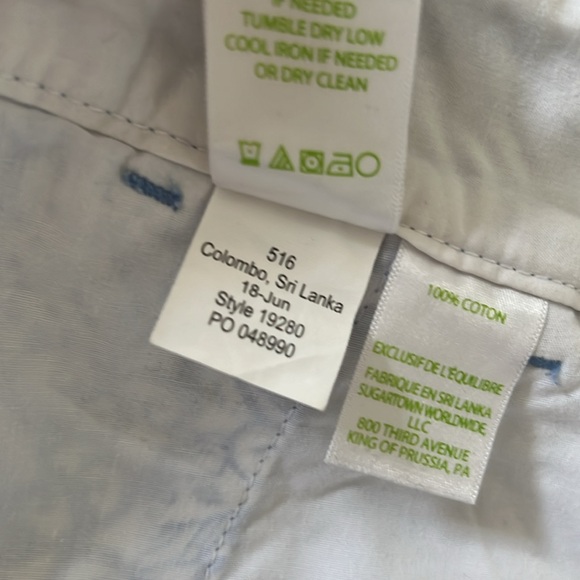 IF NEEDED
TUMBLE DRY LOW
COOL IRON IF NEEDED
OR DRY CLEAN
516
Colombo, Sri Lanka
18-Jun
Style 19280
PO 048990
100% COTON
EXCLUSIF DE L'ÉQUILIBRE
FABRIQUE EN SRI LANKA
SUGARTOWN WORLDWIDE
LLC
800 THIRD AVENUE
KING OF PRUSSIA, PA